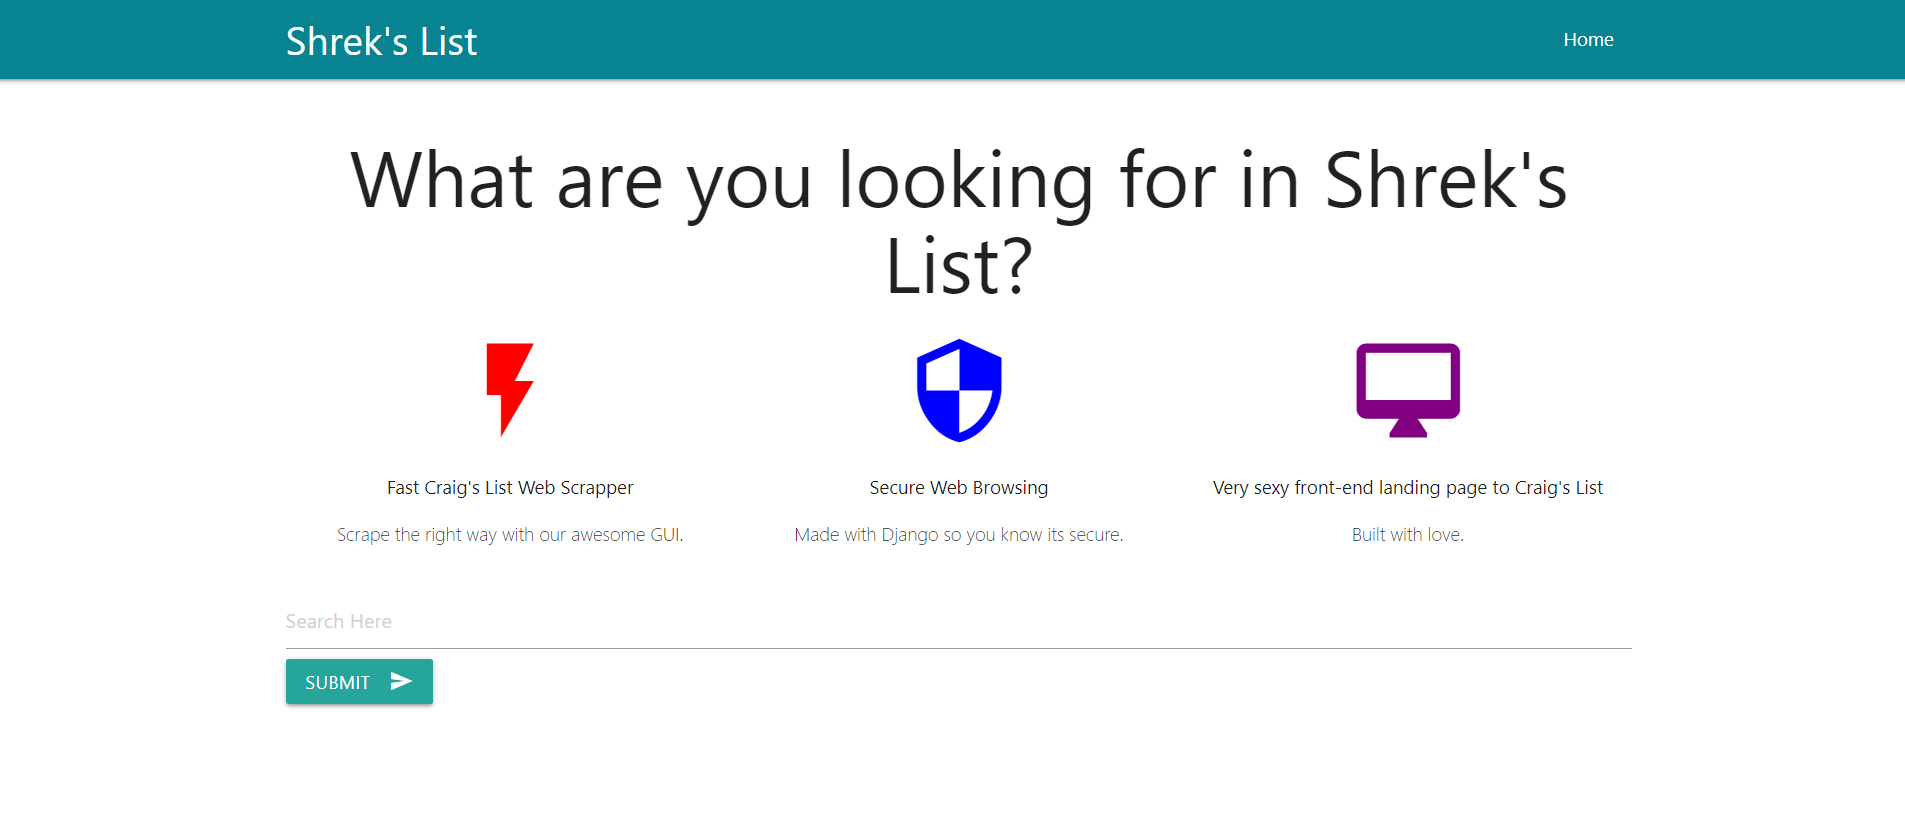 Shrek's List
Home
What are you looking for in Shrek's
List?
Fast Craig's List Web Scrapper
Scrape the right way with our awesome GUI.
Secure Web Browsing
Made with Django so you know its secure.
Very sexy front-end landing page to Craig's List
Built with love.
Search Here
SUBMIT